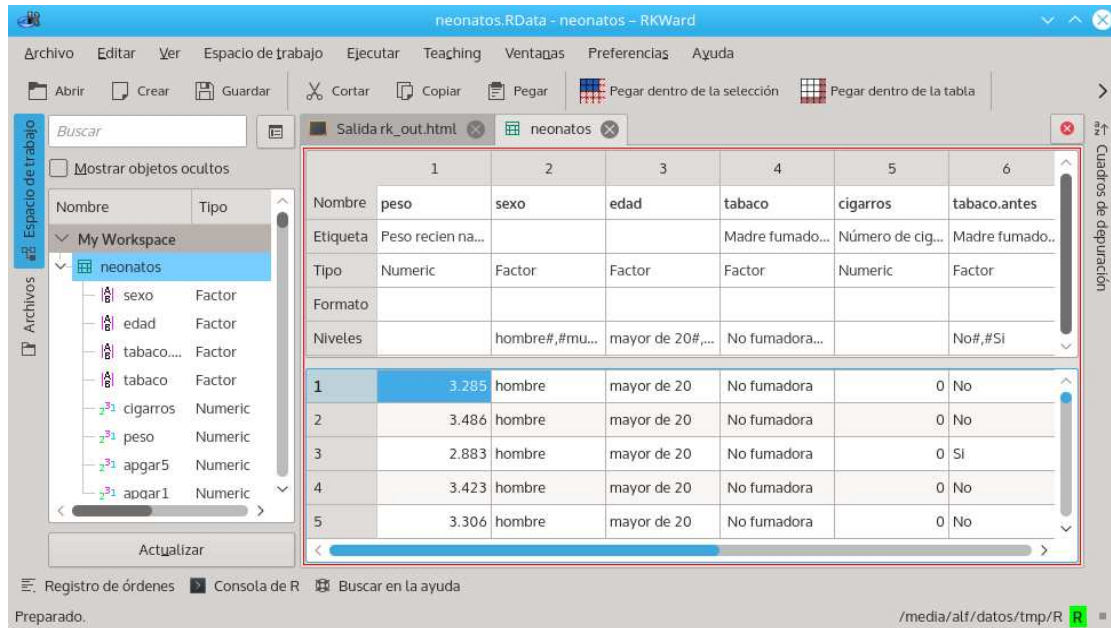 neonatos.RData - neonatos – RKWard
Archivo Editar Ver Espacio de trabajo Ejecutar Teaching Ventanas Preferencias Ayuda
Abrir Crear Guardar Cortar Copiar Pegar Pegar dentro de la selección Pegar dentro de la tabla
Espacio de trabajo
Archivos
Buscar
Mostrar objetos ocultos
Nombre Tipo
My Workspace
neonatos
sexo Factor
edad Factor
tabaco.... Factor
tabaco Factor
cigarros Numeric
peso Numeric
apgar5 Numeric
apgar1 Numeric
Actualizar
Salida rk_out.html neonatos
1 2 3 4 5 6
Nombre peso sexo edad tabaco cigarros tabaco.antes
Etiqueta Peso recien na... Madre fumado... Número de cig... Madre fumado..
Tipo Numeric Factor Factor Factor Numeric Factor
Formato
Niveles hombre#,#mu... mayor de 20#,... No fumadora... No#,#Si
1 3.285 hombre mayor de 20 No fumadora 0 No
2 3.486 hombre mayor de 20 No fumadora 0 No
3 2.883 hombre mayor de 20 No fumadora 0 Si
4 3.423 hombre mayor de 20 No fumadora 0 No
5 3.306 hombre mayor de 20 No fumadora 0 No
Cuadros de depuración
Registro de órdenes Consola de R Buscar en la ayuda
Preparado. /media/alf/datos/tmp/R R